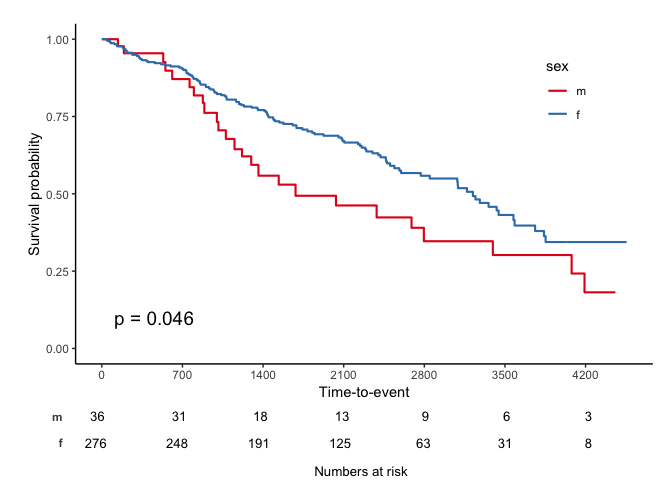 1.00
0.75
0.50
0.25
0.00
Survival probability
sex
m
f
p = 0.046
0 700 1400 2100 2800 3500 4200
Time-to-event
m 36 31 18 13 9 6 3
f 276 248 191 125 63 31 8
Numbers at risk